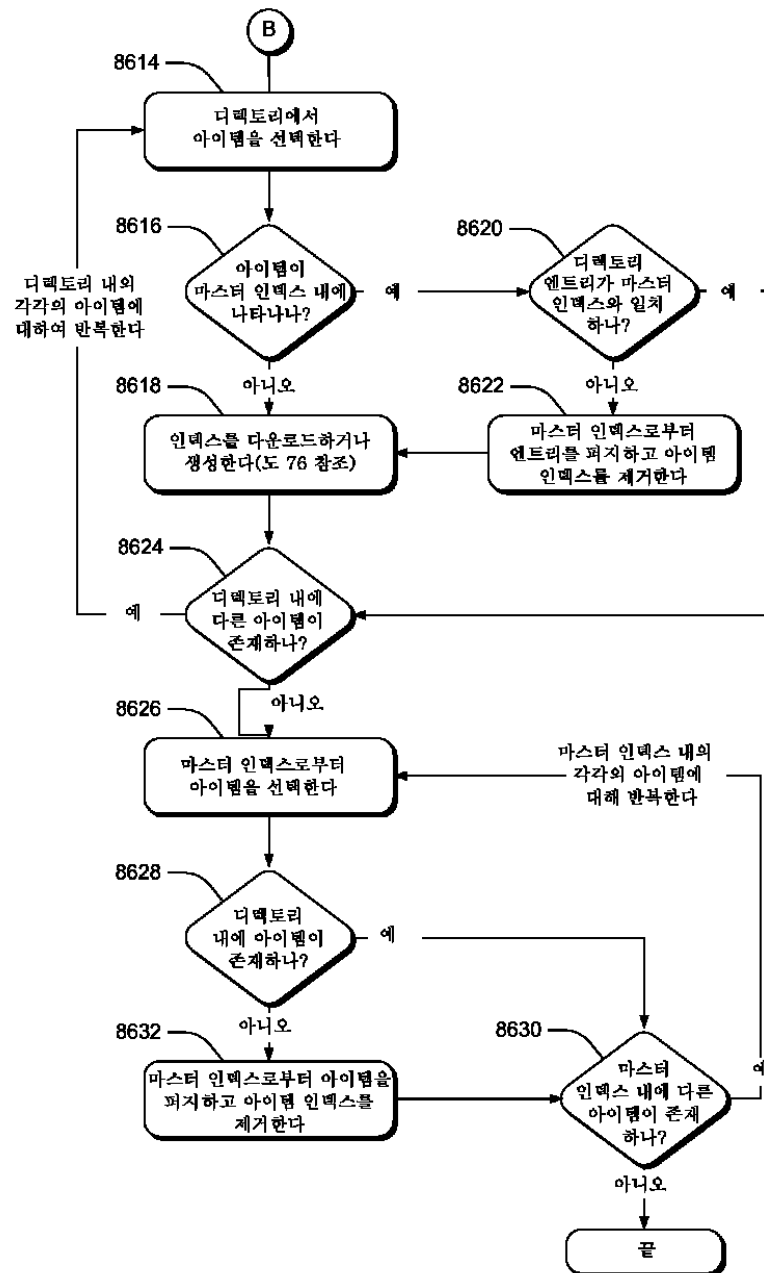 B
8614
디렉토리에서
아이템을 선택한다
8616
아이템이
마스터 인덱스 내에
나타나나?
예
8620
디렉토리
엔트리가 마스터
인덱스와 일치
하나?
예
디렉토리 내의
각각의 아이템에
대하여 반복한다
아니오
8618
인덱스를 다운로드하거나
생성한다(도 76 참조)
아니오
8622
마스터 인덱스로부터
엔트리를 퍼지하고 아이템
인덱스를 제거한다
8624
디렉토리 내에
다른 아이템이
존재하나?
예
아니오
8626
마스터 인덱스로부터
아이템을 선택한다
마스터 인덱스 내의
각각의 아이템에
대해 반복한다
8628
디렉토리
내에 아이템이
존재하나?
예
아니오
8632
마스터 인덱스로부터 아이템을
퍼지하고 아이템 인덱스를
제거한다
8630
마스터
인덱스 내에 다른
아이템이 존재
하나?
예
아니오
끝